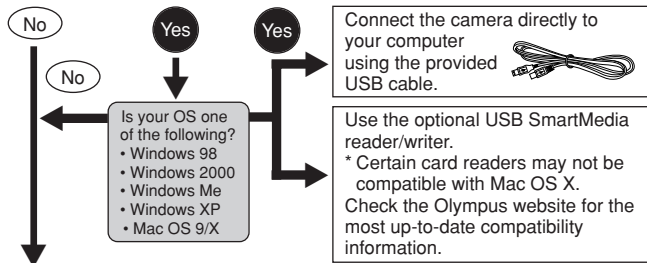 No
Yes
Yes
No
Is your OS one
of the following?
• Windows 98
• Windows 2000
• Windows Me
• Windows XP
• Mac OS 9/X
Connect the camera directly to
your computer
using the provided
USB cable.
Use the optional USB SmartMedia
reader/writer.
* Certain card readers may not be
compatible with Mac OS X.
Check the Olympus website for the
most up-to-date compatibility
information.